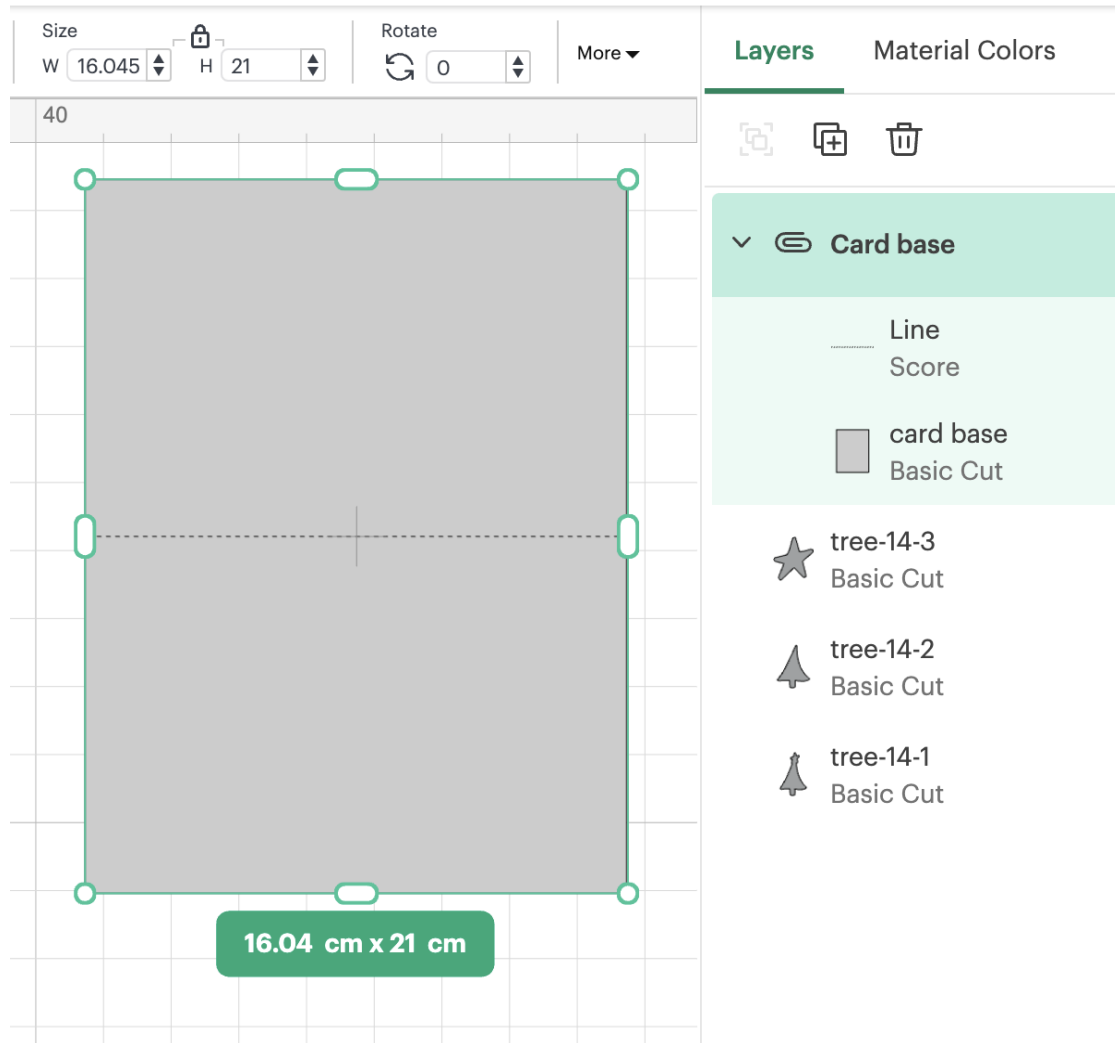 Size
W 16.045 H 21
Rotate
0
More
Layers
Material Colors
40
Card base
Line
Score
card base
Basic Cut
tree-14-3
Basic Cut
tree-14-2
Basic Cut
tree-14-1
Basic Cut
16.04 cm x 21 cm